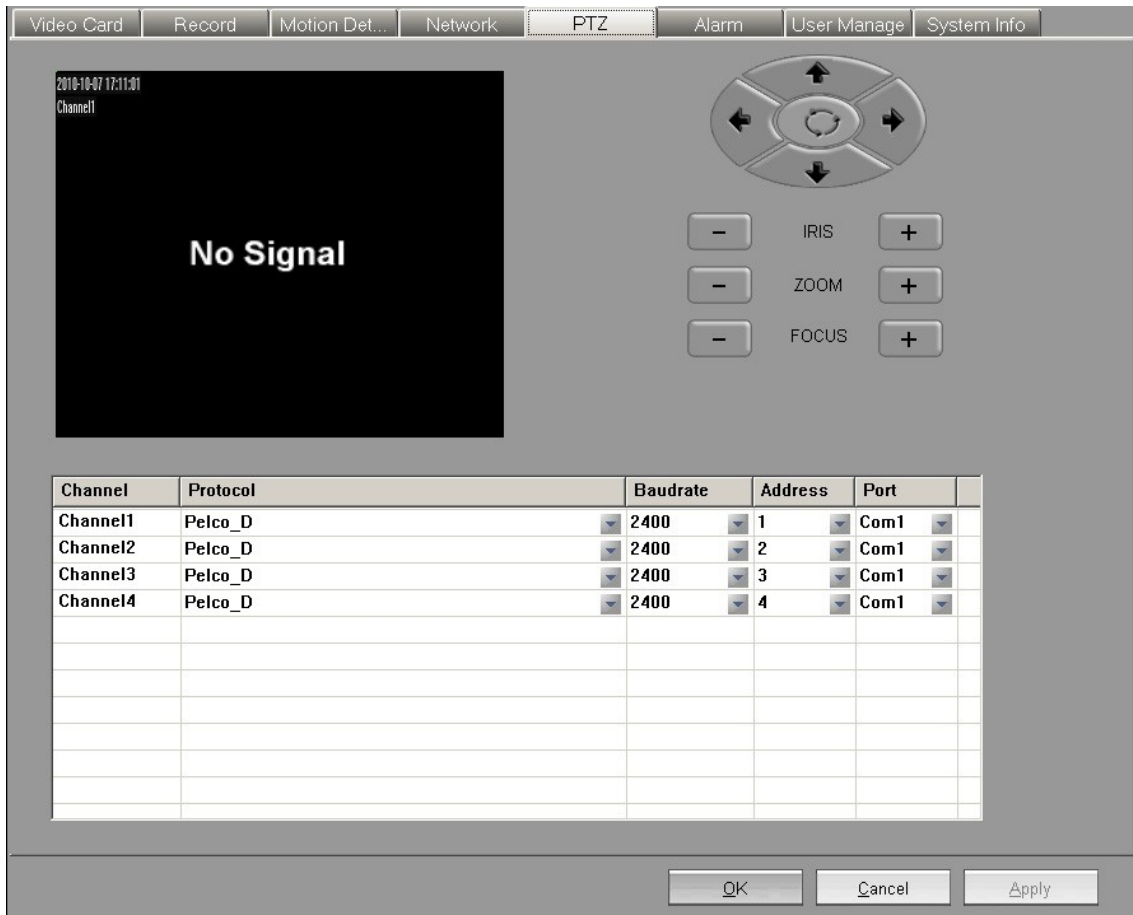 Video Card Record Motion Det... Network PTZ Alarm User Manage System Info
2010-10-07 17:11:01
Channel1
No Signal
- IRIS +
- ZOOM +
- FOCUS +
Channel Protocol Baudrate Address Port
Channel1 Pelco_D 2400 1 Com1
Channel2 Pelco_D 2400 2 Com1
Channel3 Pelco_D 2400 3 Com1
Channel4 Pelco_D 2400 4 Com1
OK Cancel Apply